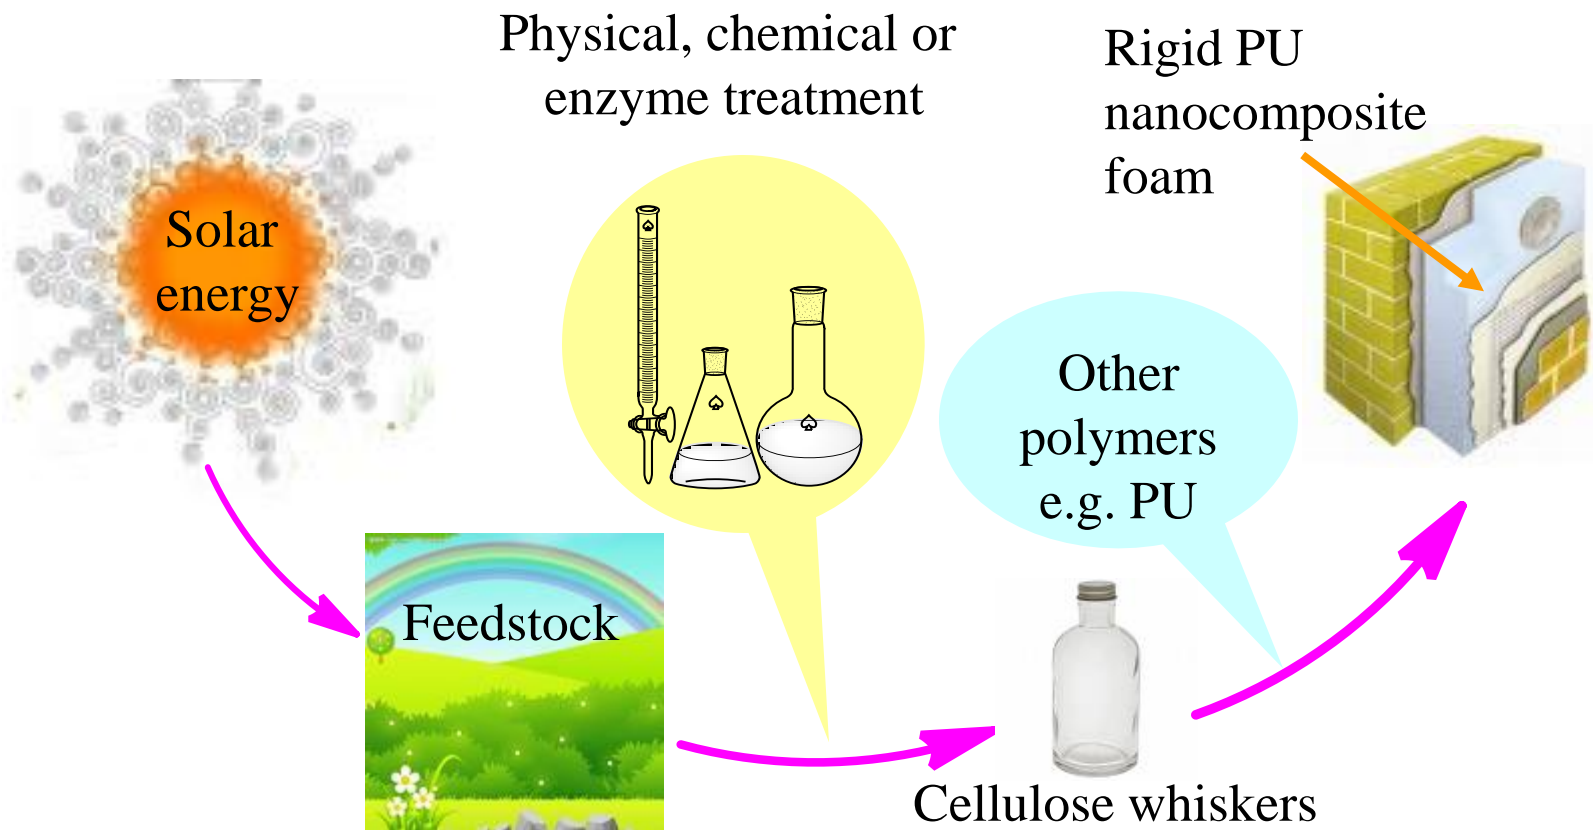 Physical, chemical or
enzyme treatment
Rigid PU
nanocomposite
foam
Solar
energy
Other
polymers
e.g. PU
Feedstock
Cellulose whiskers